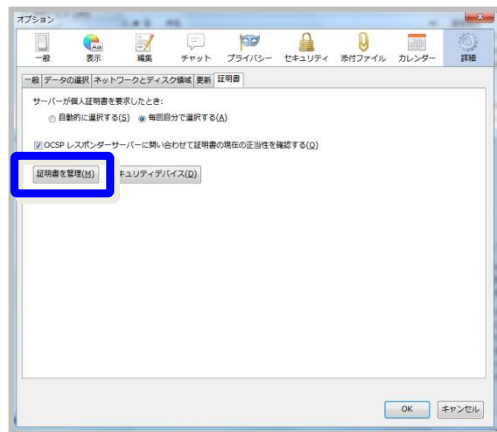 オプション
一般 表示 編集 チャット プライバシー セキュリティ 添付ファイル カレンダー 詳細
一般 データの選択 ネットワークとディスク領域 更新 証明書
サーバーが個人証明書を要求したとき:
自動的に選択する(S) 毎回自分で選択する(A)
OCSP レスポンダーサーバーに問い合わせて証明書の現在の正当性を確認する(Q)
証明書を管理(M) キュリティデバイス(D)
OK キャンセル